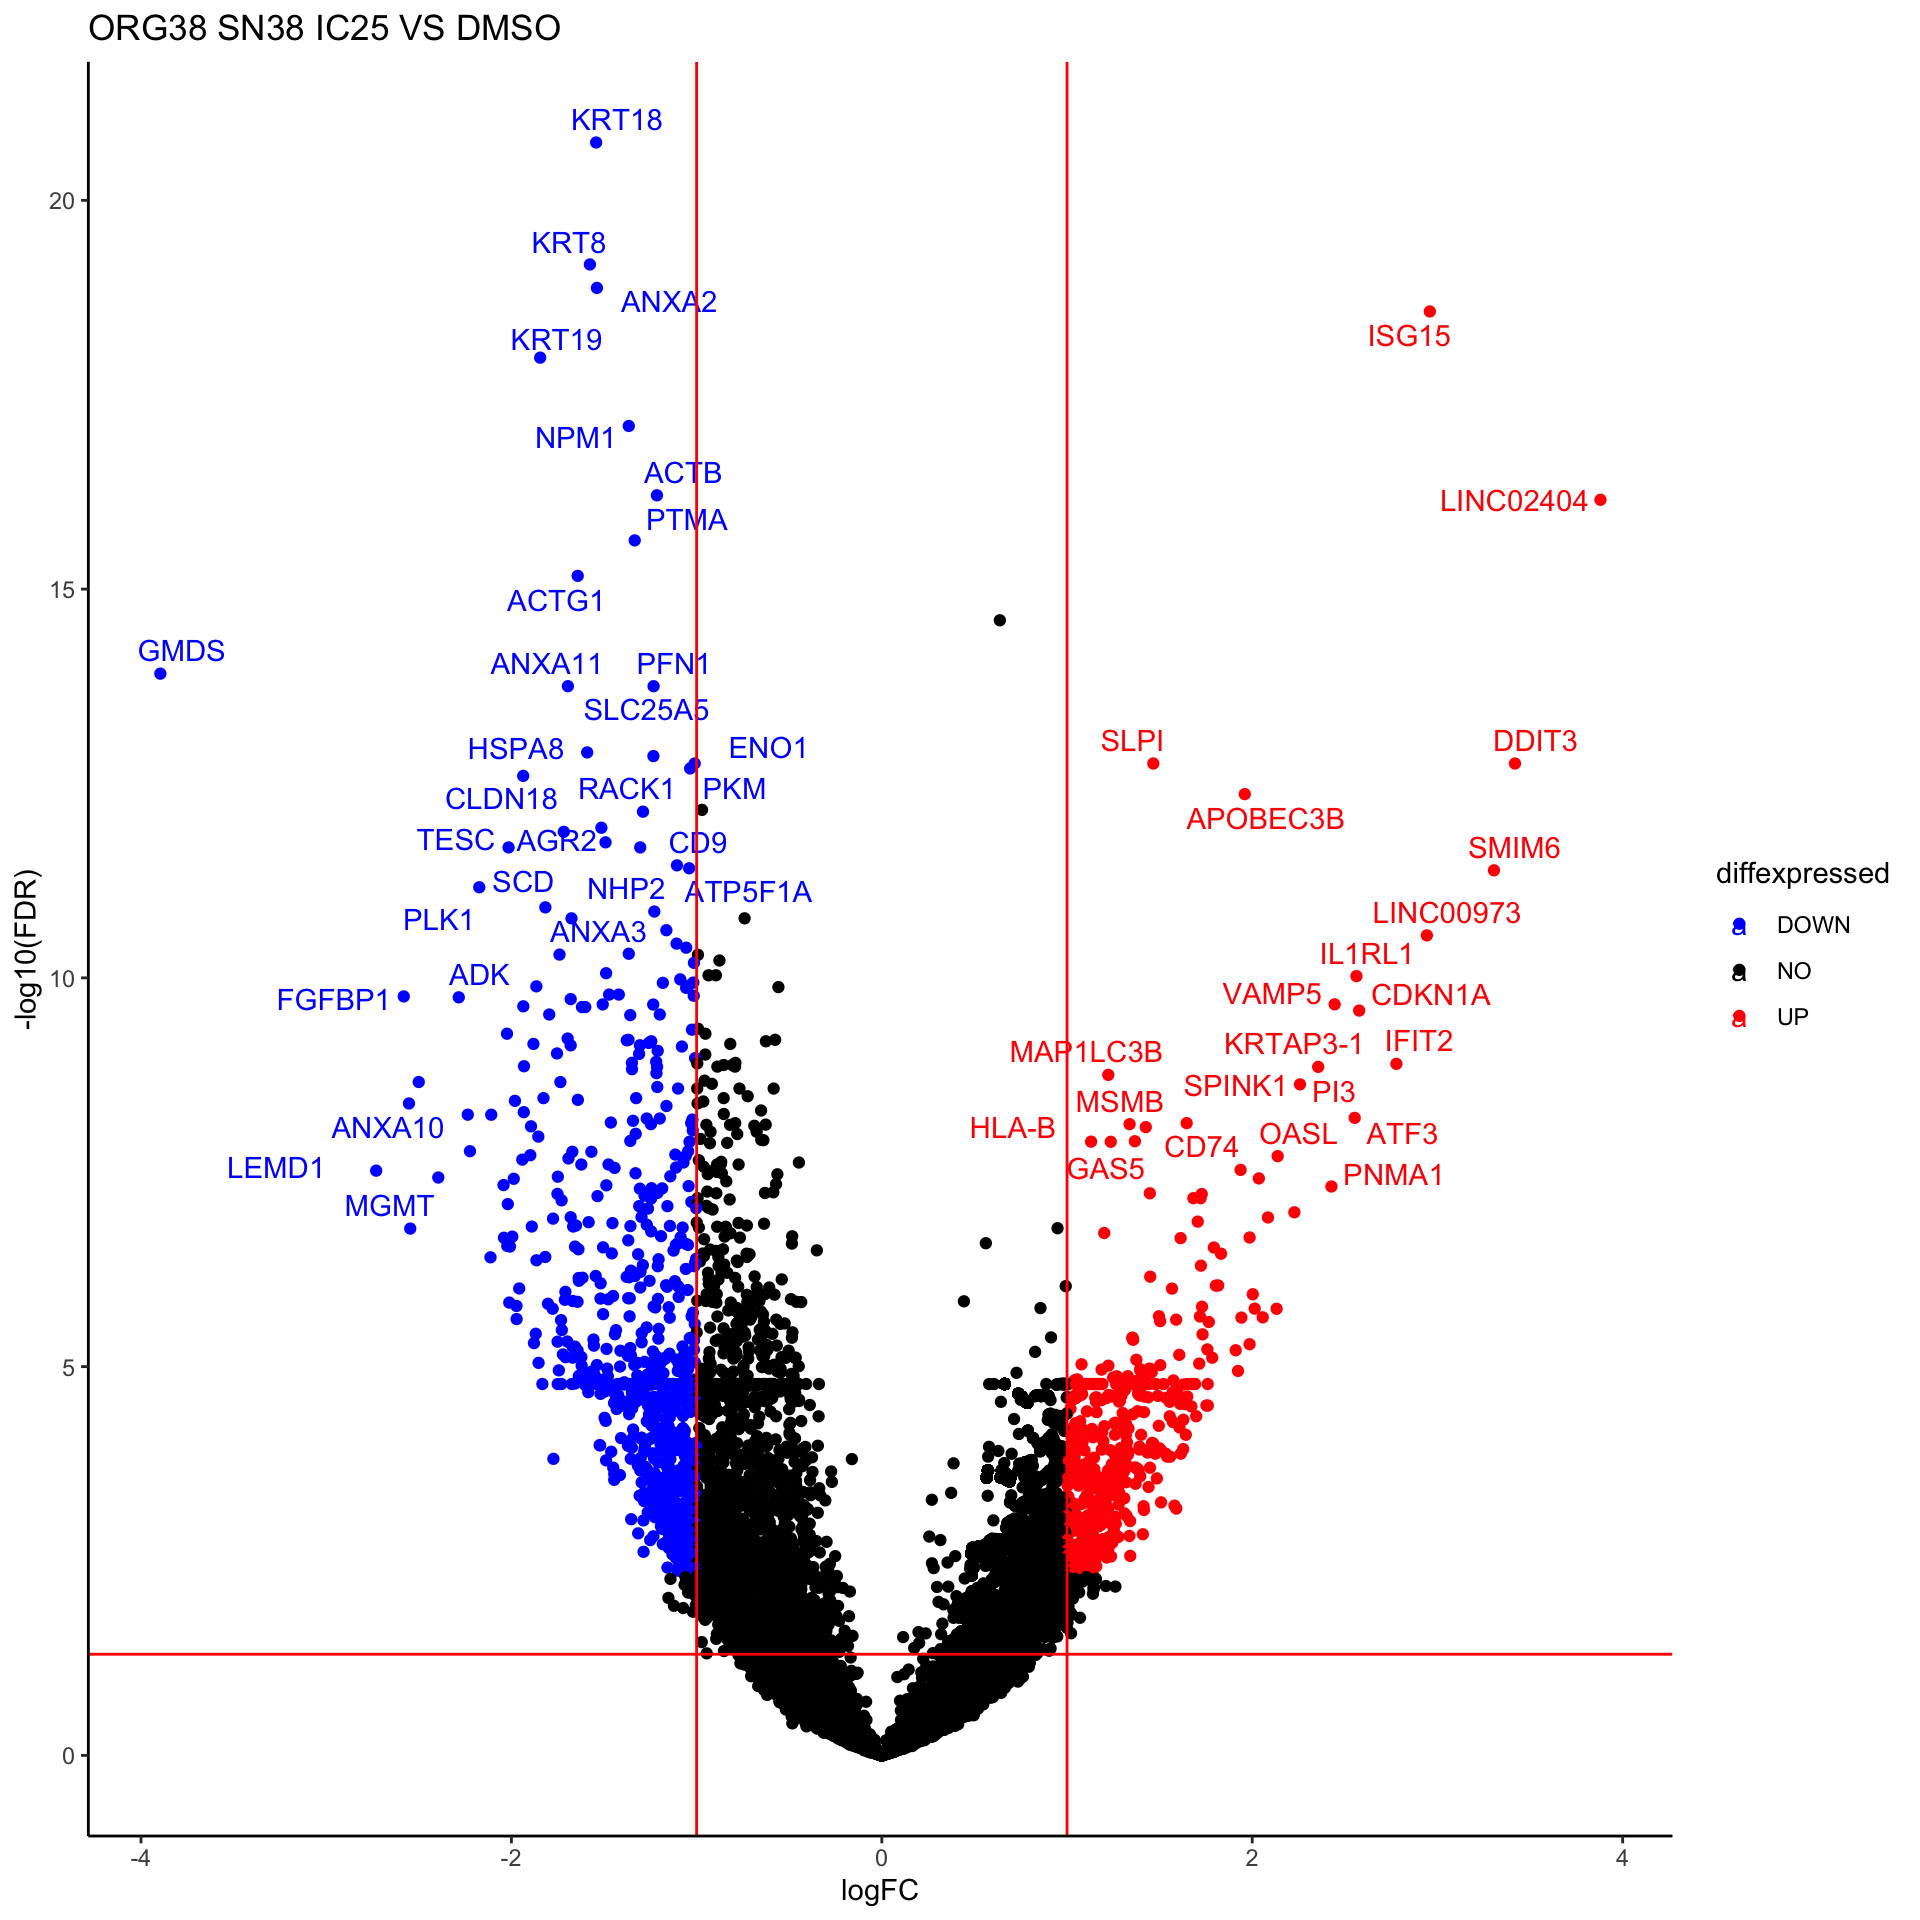 ORG38 SN38 IC25 VS DMSO
KRT18
20
KRT8
ANXA2
ISG15
KRT19
NPM1
ACTB
LINC02404
PTMA
15
ACTG1
GMDS
ANXA11
PFN1
SLC25A5
SLPI
DDIT3
HSPA8
ENO1
CLDN18
RACK1
PKM
APOBEC3B
TESC
AGR2
CD9
SMIM6
SCD
NHP2
ATP5F1A
PLK1
ANXA3
LINC00973
IL1RL1
-log10(FDR)
10
ADK
FGFBP1
VAMP5
CDKN1A
MAP1LC3B
KRTAP3-1
IFIT2
SPINK1
PI3
MSMB
ANXA10
HLA-B
CD74
OASL
ATF3
LEMD1
GAS5
PNMA1
MGMT
5
0
-4
-2
0
2
4
logFC
diffexpressed
a DOWN
a NO
a UP